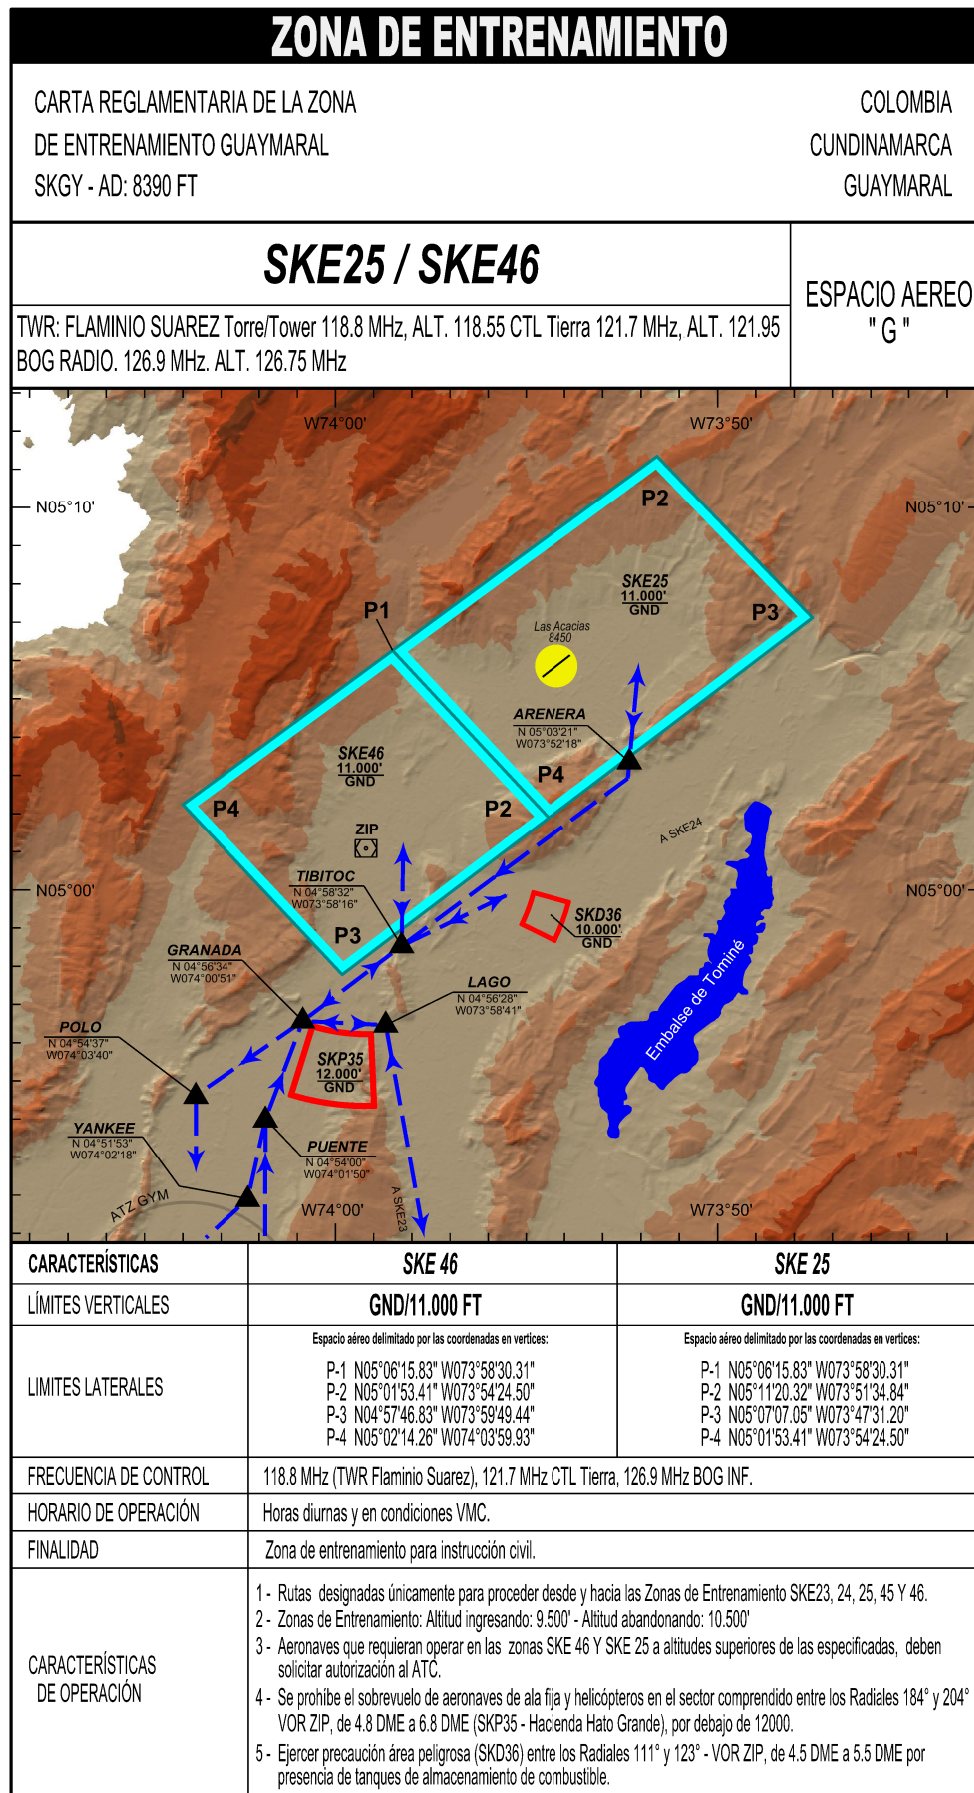 ZONA DE ENTRENAMIENTO
CARTA REGLAMENTARIA DE LA ZONA
DE ENTRENAMIENTO GUAYMARAL
SKGY - AD: 8390 FT
COLOMBIA
CUNDINAMARCA
GUAYMARAL
SKE25 / SKE46
ESPACIO AEREO
" G "
TWR: FLAMINIO SUAREZ Torre/Tower 118.8 MHz, ALT. 118.55 CTL Tierra 121.7 MHz, ALT. 121.95
BOG RADIO. 126.9 MHz. ALT. 126.75 MHz
W74°00'
W73°50'
N05°10'
N05°10'
P2
SKE25
11.000'
GND
P1
P3
Las Acacias
8450
ARENERA
N 05°03'21"
W073°52'18"
SKE46
11.000'
GND
P4
P4
P2
ZIP
A SKE24
TIBITOC
N 04°58'32"
W073°58'16"
N05°00'
N05°00'
SKD36
10.000'
GND
P3
GRANADA
N 04°56'34"
W074°00'51"
LAGO
N 04°56'28"
W073°58'41"
Embalse de Tominé
POLO
N 04°54'37"
W074°03'40"
SKP35
12.000'
GND
YANKEE
N 04°51'53"
W074°02'18"
PUENTE
N 04°54'00"
W074°01'50"
ATZ GYM
A SKE23
W74°00'
W73°50'
CARACTERÍSTICAS
SKE 46
SKE 25
LÍMITES VERTICALES
GND/11.000 FT
GND/11.000 FT
LIMITES LATERALES
Espacio aéreo delimitado por las coordenadas en vertices:
P-1 N05°06'15.83" W073°58'30.31"
P-2 N05°01'53.41" W073°54'24.50"
P-3 N04°57'46.83" W073°59'49.44"
P-4 N05°02'14.26" W074°03'59.93"
Espacio aéreo delimitado por las coordenadas en vertices:
P-1 N05°06'15.83" W073°58'30.31"
P-2 N05°11'20.32" W073°51'34.84"
P-3 N05°07'07.05" W073°47'31.20"
P-4 N05°01'53.41" W073°54'24.50"
FRECUENCIA DE CONTROL
118.8 MHz (TWR Flaminio Suarez), 121.7 MHz CTL Tierra, 126.9 MHz BOG INF.
HORARIO DE OPERACIÓN
Horas diurnas y en condiciones VMC.
FINALIDAD
Zona de entrenamiento para instrucción civil.
CARACTERÍSTICAS
DE OPERACIÓN
1 - Rutas designadas únicamente para proceder desde y hacia las Zonas de Entrenamiento SKE23, 24, 25, 45 Y 46.
2 - Zonas de Entrenamiento: Altitud ingresando: 9.500' - Altitud abandonando: 10.500'
3 - Aeronaves que requieran operar en las zonas SKE 46 Y SKE 25 a altitudes superiores de las especificadas, deben
solicitar autorización al ATC.
4 - Se prohíbe el sobrevuelo de aeronaves de ala fija y helicópteros en el sector comprendido entre los Radiales 184° y 204°
VOR ZIP, de 4.8 DME a 6.8 DME (SKP35 - Hacienda Hato Grande), por debajo de 12000.
5 - Ejercer precaución área peligrosa (SKD36) entre los Radiales 111° y 123° - VOR ZIP, de 4.5 DME a 5.5 DME por
presencia de tanques de almacenamiento de combustible.